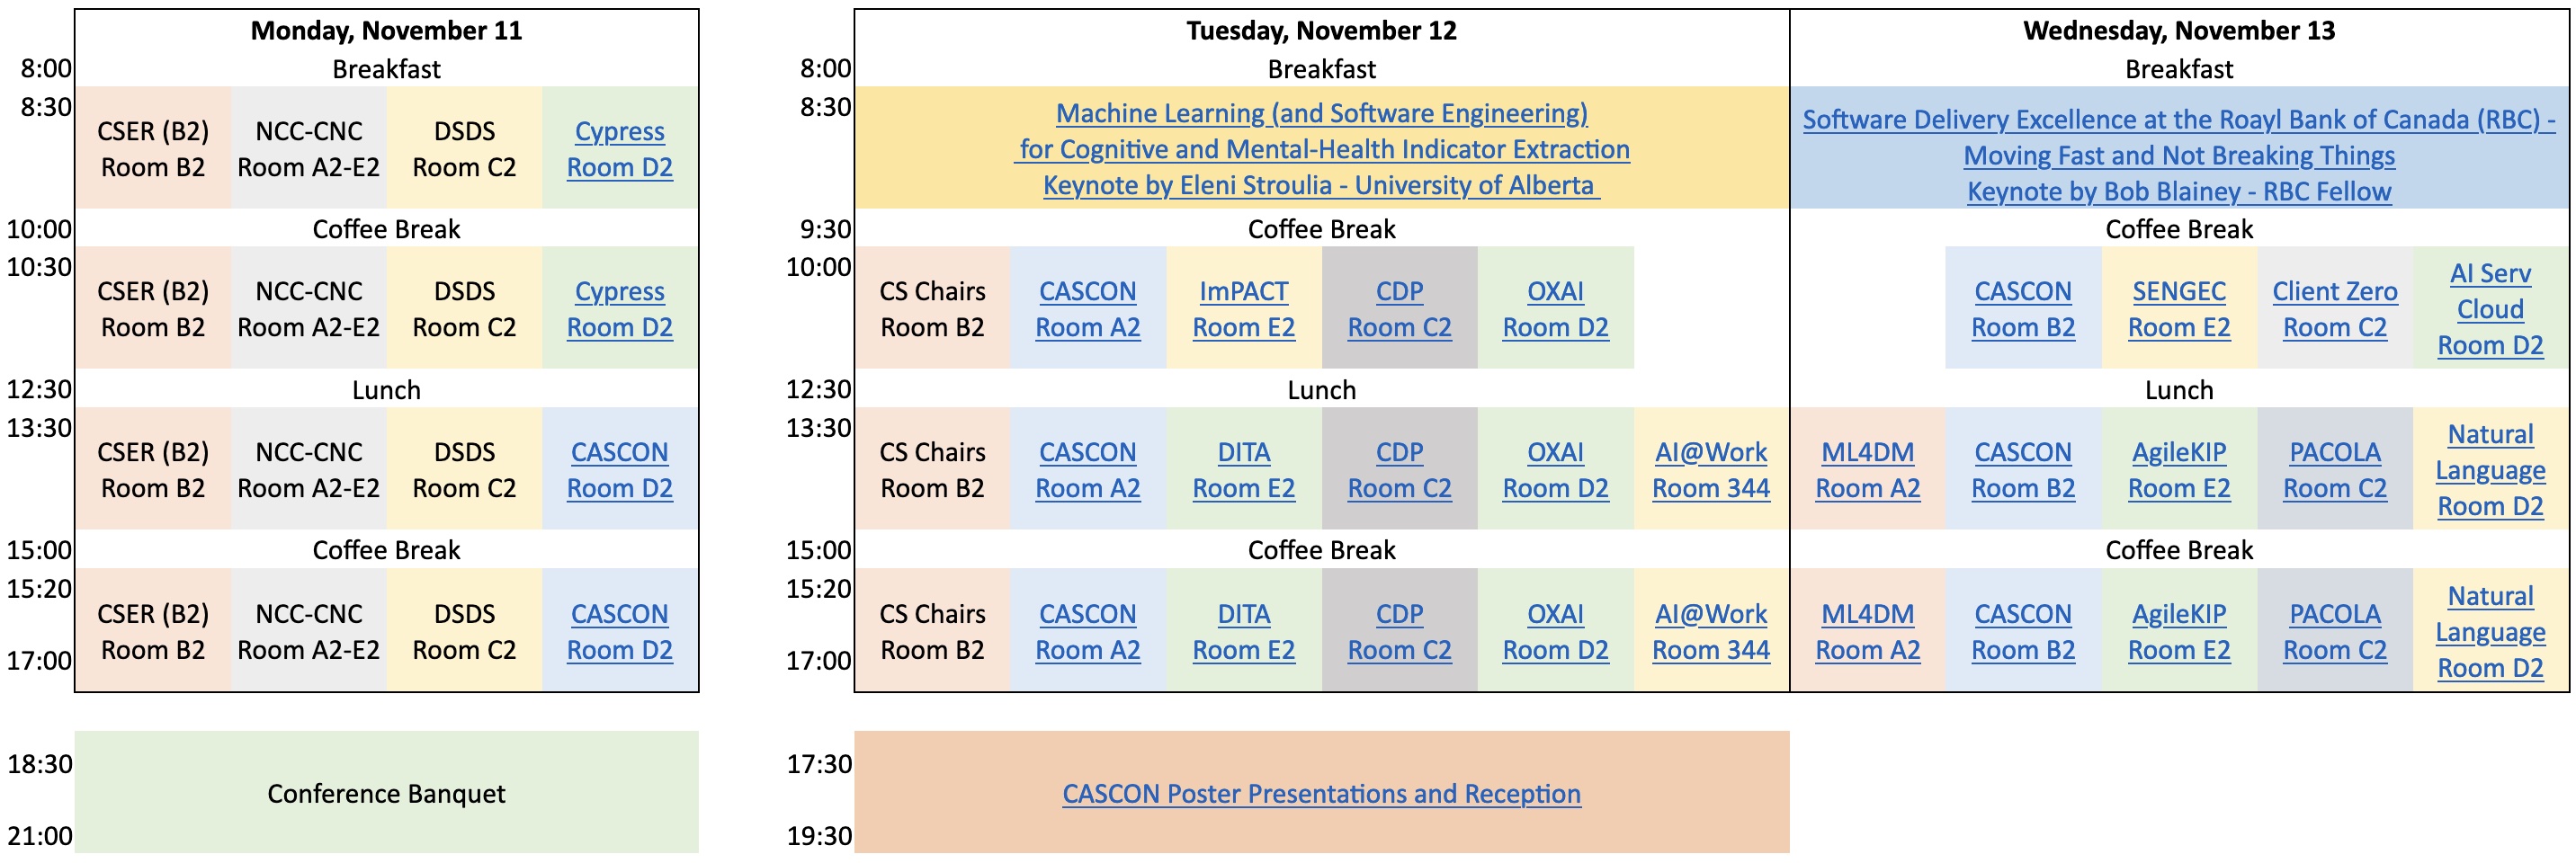 Monday, November 11
8:00
Breakfast
8:30
CSER (B2)
Room B2
NCC-CNC
Room A2-E2
DSDS
Room C2
Cypress
Room D2
10:00
Coffee Break
10:30
CSER (B2)
Room B2
NCC-CNC
Room A2-E2
DSDS
Room C2
Cypress
Room D2
12:30
Lunch
13:30
CSER (B2)
Room B2
NCC-CNC
Room A2-E2
DSDS
Room C2
CASCON
Room D2
15:00
Coffee Break
15:20
CSER (B2)
Room B2
NCC-CNC
Room A2-E2
DSDS
Room C2
CASCON
Room D2
17:00
18:30
Conference Banquet
21:00
Tuesday, November 12
8:00
Breakfast
8:30
Machine Learning (and Software Engineering)
for Cognitive and Mental-Health Indicator Extraction
Keynote by Eleni Stroulia - University of Alberta
9:30
Coffee Break
10:00
CS Chairs
Room B2
CASCON
Room A2
ImPACT
Room E2
CDP
Room C2
OXAI
Room D2
12:30
Lunch
13:30
CS Chairs
Room B2
CASCON
Room A2
DITA
Room E2
CDP
Room C2
OXAI
Room D2
AI@Work
Room 344
15:00
Coffee Break
15:20
CS Chairs
Room B2
CASCON
Room A2
DITA
Room E2
CDP
Room C2
OXAI
Room D2
AI@Work
Room 344
17:00
17:30
CASCON Poster Presentations and Reception
19:30
Wednesday, November 13
Breakfast
Software Delivery Excellence at the Roayl Bank of Canada (RBC) -
Moving Fast and Not Breaking Things
Keynote by Bob Blainey - RBC Fellow
Coffee Break
CASCON
Room B2
SENGEC
Room E2
Client Zero
Room C2
AI Serv
Cloud
Room D2
Lunch
ML4DM
Room A2
CASCON
Room B2
AgileKIP
Room E2
PACOLA
Room C2
Natural
Language
Room D2
Coffee Break
ML4DM
Room A2
CASCON
Room B2
AgileKIP
Room E2
PACOLA
Room C2
Natural
Language
Room D2